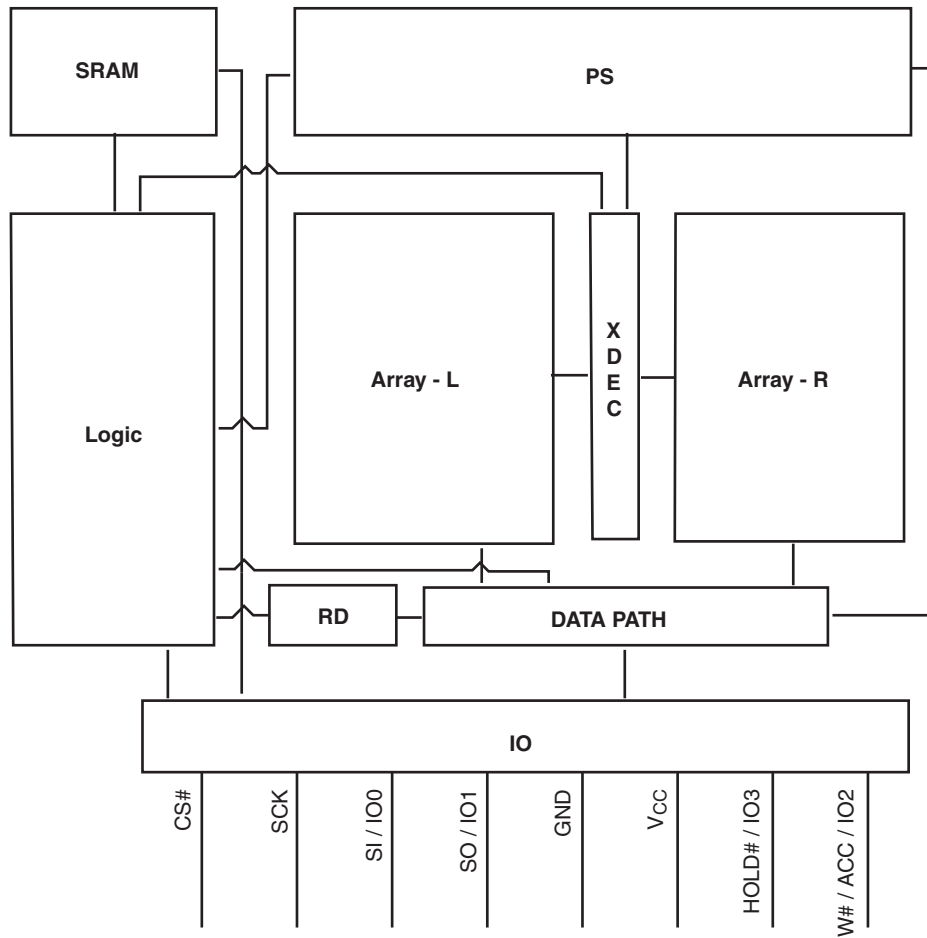 SRAM
PS
X
D
E
C
Array - L
Array - R
Logic
RD
DATA PATH
IO
CS#
SCK
SI / IO0
SO / IO1
GND
VCC
HOLD# / IO3
W# / ACC / IO2